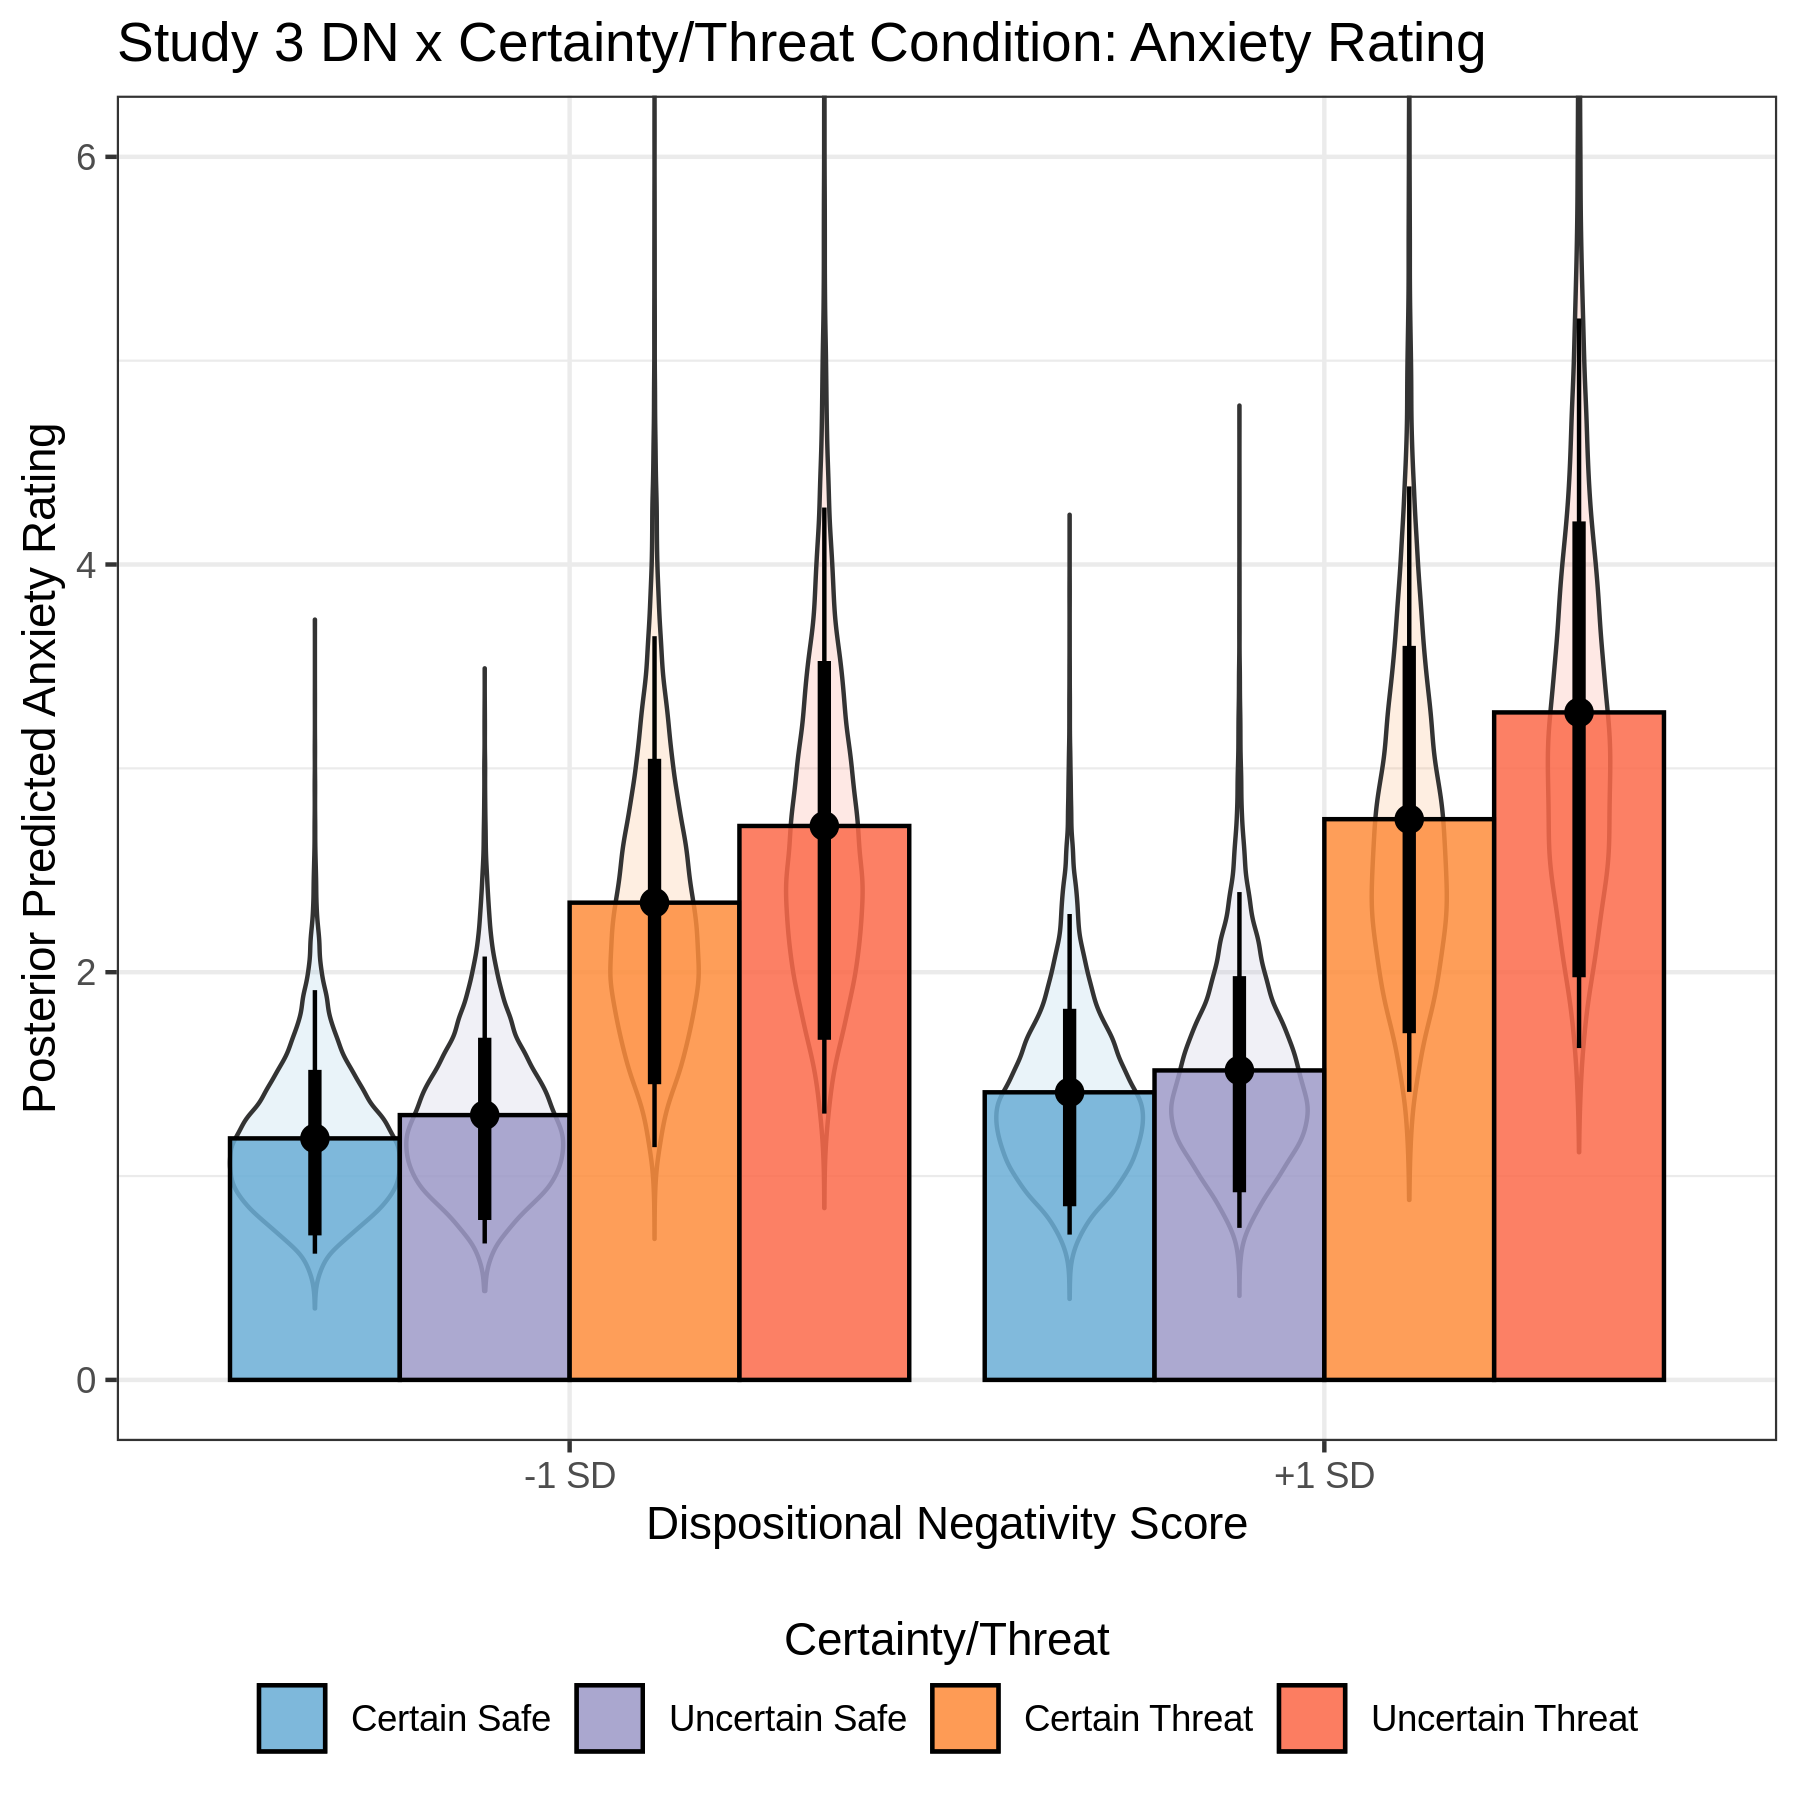 Study 3 DN x Certainty/Threat Condition: Anxiety Rating
Posterior Predicted Anxiety Rating
6
4
2
0
-1 SD
+1 SD
Dispositional Negativity Score
Certainty/Threat
Certain Safe
Uncertain Safe
Certain Threat
Uncertain Threat